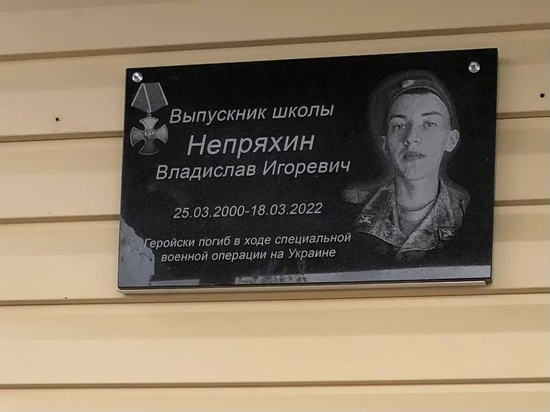 Выпускник школы
Непряхин
Владислав Игоревич
25.03.2000-18.03.2022
Геройски погиб в ходе специальной
военной операции на Украине